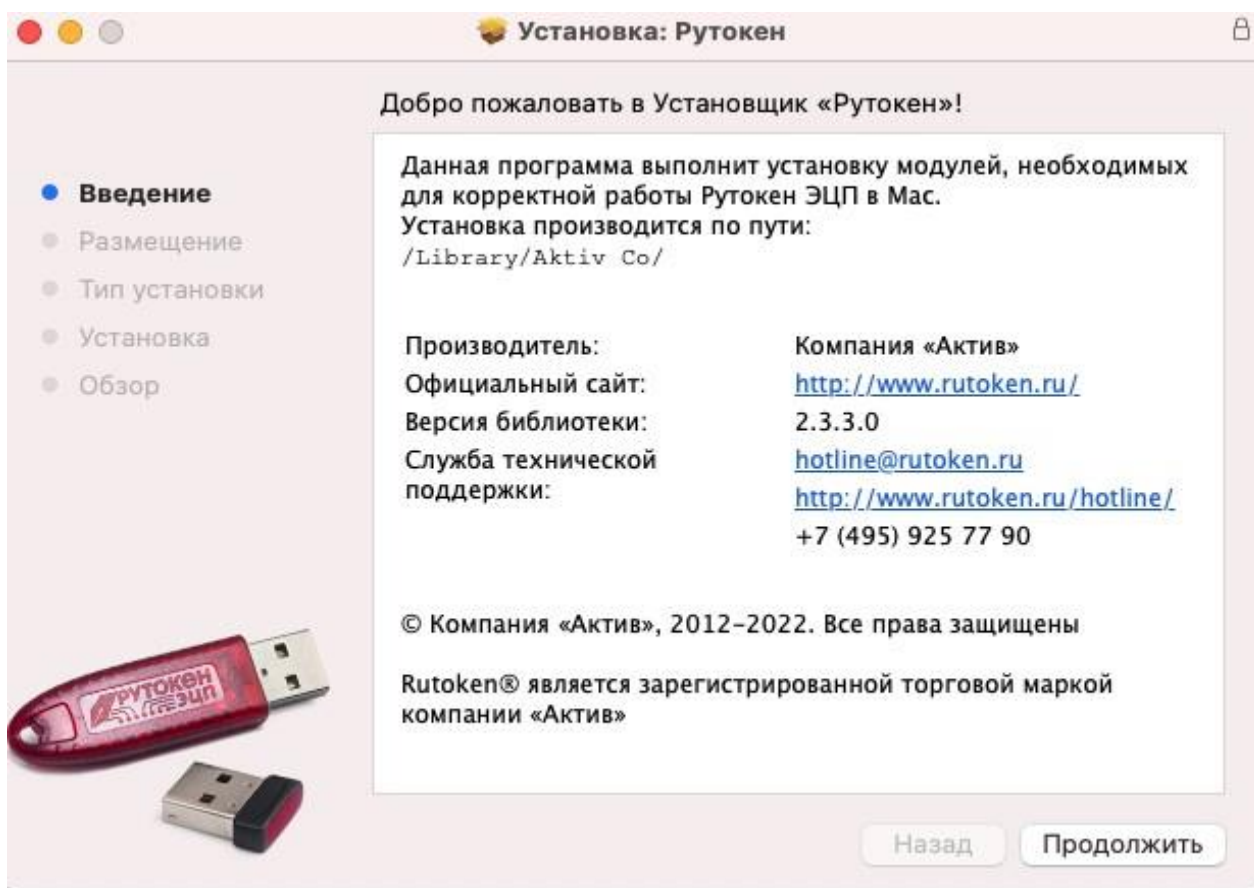 Установка: Рутокен
Добро пожаловать в Установщик «Рутокен»!
Введение
Размещение
Тип установки
Установка
Обзор
Данная программа выполнит установку модулей, необходимых
для корректной работы Рутокен ЭЦП в Mac.
Установка производится по пути:
/Library/Aktiv Co/
Производитель: Компания «Актив»
Официальный сайт: http://www.rutoken.ru/
Версия библиотеки: 2.3.3.0
Служба технической hotline@rutoken.ru
поддержки: http://www.rutoken.ru/hotline/
+7 (495) 925 77 90
© Компания «Актив», 2012–2022. Все права защищены
Rutoken® является зарегистрированной торговой маркой
компании «Актив»
РУТОКЕН
ЭЦП
Назад Продолжить